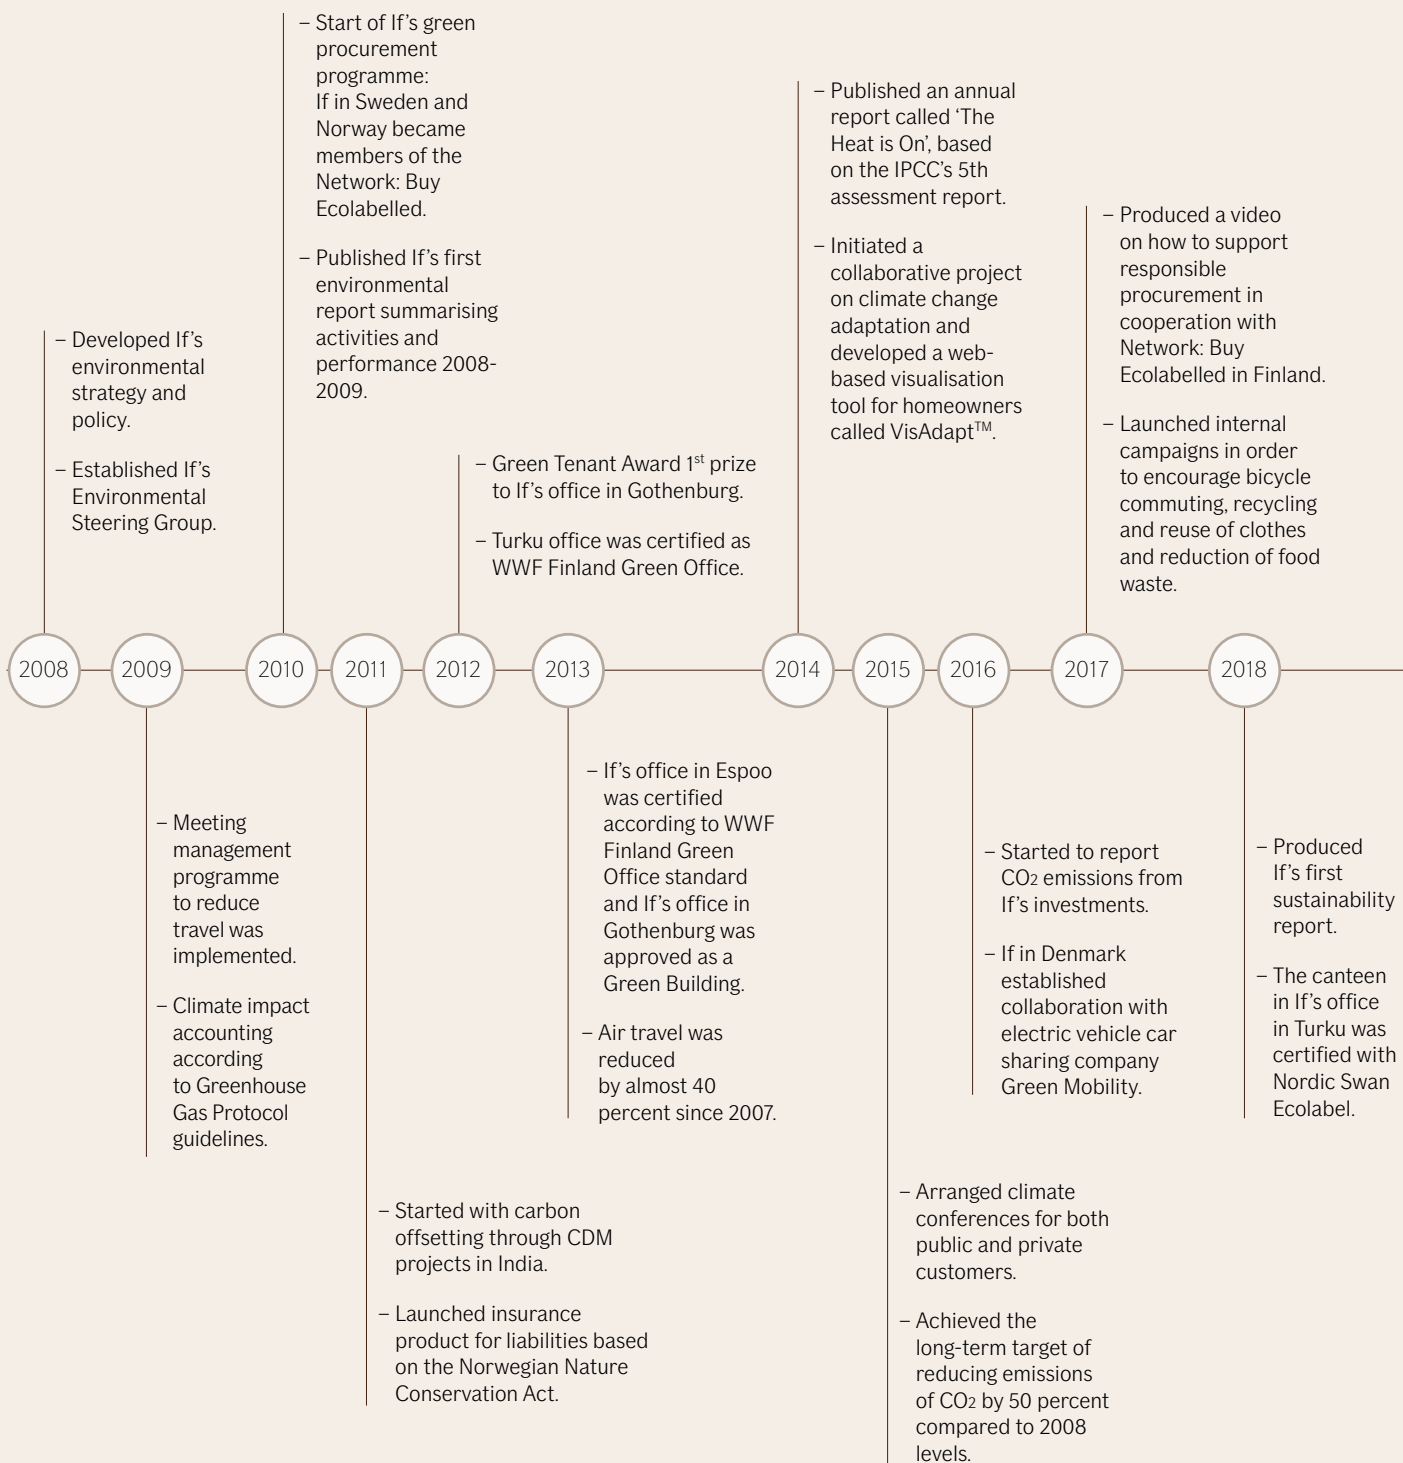 – Start of If's green
procurement
programme:
If in Sweden and
Norway became
members of the
Network: Buy
Ecolabelled.
– Published If's first
environmental
report summarising
activities and
performance 2008-
2009.
– Published an annual
report called ‘The
Heat is On’, based
on the IPCC's 5th
assessment report.
– Initiated a
collaborative project
on climate change
adaptation and
developed a web-
based visualisation
tool for homeowners
called VisAdapt™.
– Produced a video
on how to support
responsible
procurement in
cooperation with
Network: Buy
Ecolabelled in Finland.
– Launched internal
campaigns in order
to encourage bicycle
commuting, recycling
and reuse of clothes
and reduction of food
waste.
– Developed If's
environmental
strategy and
policy.
– Established If's
Environmental
Steering Group.
– Green Tenant Award 1st prize
to If's office in Gothenburg.
– Turku office was certified as
WWF Finland Green Office.
2008 2009 2010 2011 2012 2013 2014 2015 2016 2017 2018
– Meeting
management
programme
to reduce
travel was
implemented.
– Climate impact
accounting
according
to Greenhouse
Gas Protocol
guidelines.
– Started with carbon
offsetting through CDM
projects in India.
– Launched insurance
product for liabilities based
on the Norwegian Nature
Conservation Act.
– If's office in Espoo
was certified
according to WWF
Finland Green
Office standard
and If's office in
Gothenburg was
approved as a
Green Building.
– Air travel was
reduced
by almost 40
percent since 2007.
– Arranged climate
conferences for both
public and private
customers.
– Achieved the
long-term target of
reducing emissions
of CO2 by 50 percent
compared to 2008
levels.
– Started to report
CO2 emissions from
If's investments.
– If in Denmark
established
collaboration with
electric vehicle car
sharing company
Green Mobility.
– Produced
If's first
sustainability
report.
– The canteen
in If's office
in Turku was
certified with
Nordic Swan
Ecolabel.